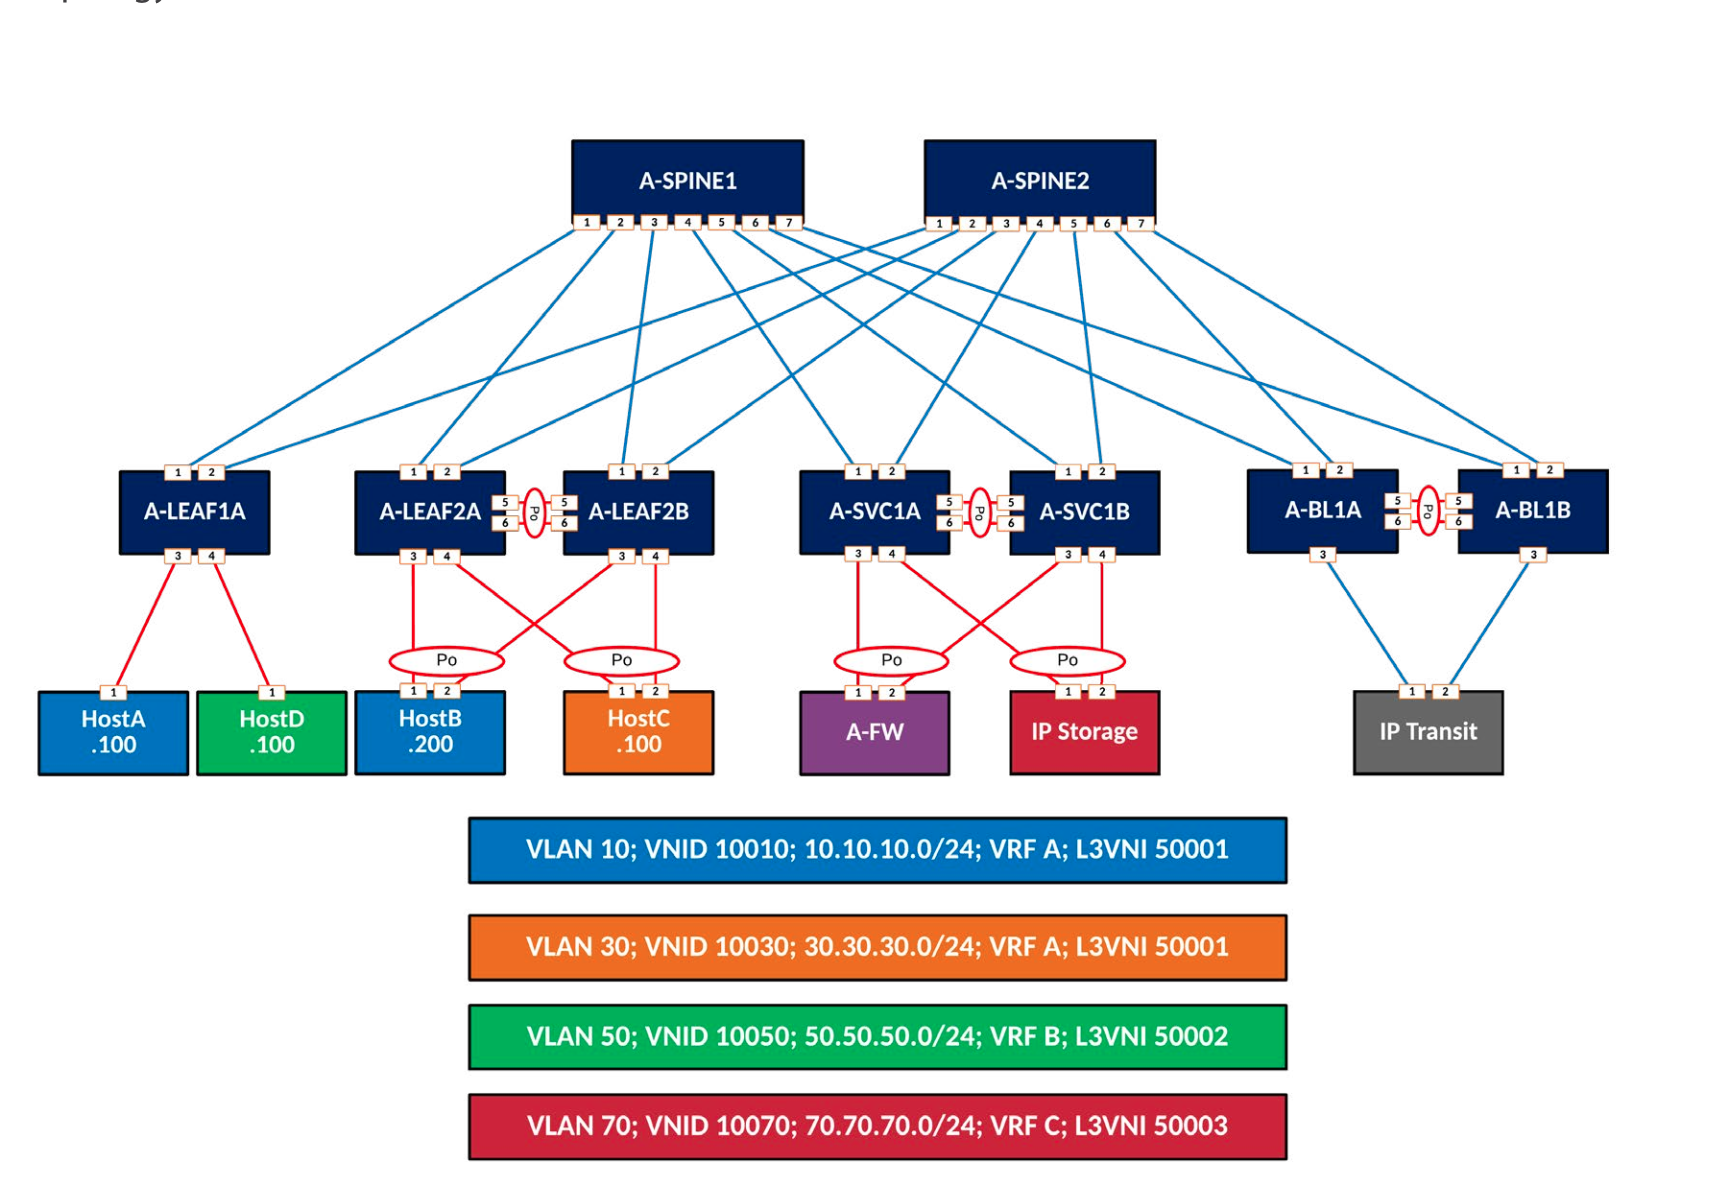 A-SPINE1 A-SPINE2
1 2 3 4 5 6 7 1 2 3 4 5 6 7
1 2 1 2 1 2 1 2 1 2 1 2 1 2
A-LEAF1A A-LEAF2A 5 Po 5 A-LEAF2B A-SVC1A 5 Po 5 A-SVC1B A-BL1A 5 Po 5 A-BL1B
6 6 6 6 6 6
3 4 3 4 3 4 3 4 3 4 3 3
Po Po Po Po
1 1 1 2 1 2 1 2 1 2 1 2
HostA HostD HostB HostC A-FW IP Storage IP Transit
.100 .100 .200 .100
VLAN 10; VNID 10010; 10.10.10.0/24; VRF A; L3VNI 50001
VLAN 30; VNID 10030; 30.30.30.0/24; VRF A; L3VNI 50001
VLAN 50; VNID 10050; 50.50.50.0/24; VRF B; L3VNI 50002
VLAN 70; VNID 10070; 70.70.70.0/24; VRF C; L3VNI 50003